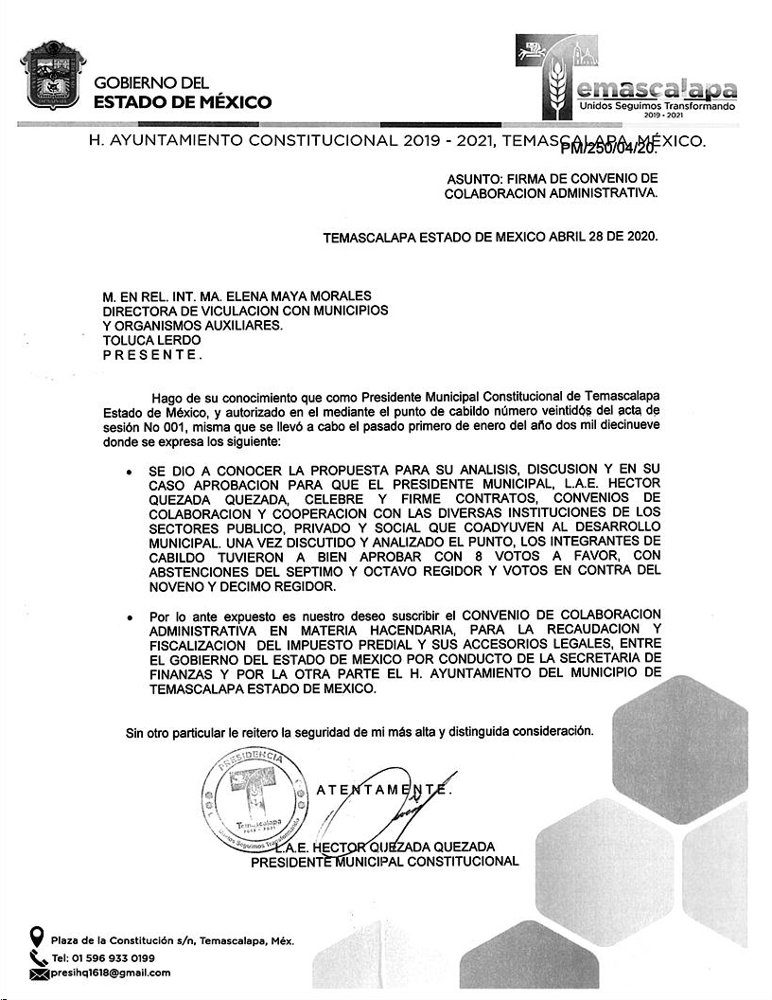 GOBIERNO DEL
ESTADO DE MÉXICO
Temascalapa
Unidos Seguimos Transformando
2019 - 2021
H. AYUNTAMIENTO CONSTITUCIONAL 2019 - 2021, TEMASCALAPA, MÉXICO.
PM/250/04/20.
ASUNTO: FIRMA DE CONVENIO DE
COLABORACION ADMINISTRATIVA.
TEMASCALAPA ESTADO DE MEXICO ABRIL 28 DE 2020.
M. EN REL. INT. MA. ELENA MAYA MORALES
DIRECTORA DE VICULACION CON MUNICIPIOS
Y ORGANISMOS AUXILIARES.
TOLUCA LERDO
P R E S E N T E .
Hago de su conocimiento que como Presidente Municipal Constitucional de Temascalapa
Estado de México, y autorizado en el mediante el punto de cabildo número veintidós del acta de
sesión No 001, misma que se llevó a cabo el pasado primero de enero del año dos mil diecinueve
donde se expresa los siguiente:
• SE DIO A CONOCER LA PROPUESTA PARA SU ANALISIS, DISCUSION Y EN SU
CASO APROBACION PARA QUE EL PRESIDENTE MUNICIPAL, L.A.E. HECTOR
QUEZADA QUEZADA, CELEBRE Y FIRME CONTRATOS, CONVENIOS DE
COLABORACION Y COOPERACION CON LAS DIVERSAS INSTITUCIONES DE LOS
SECTORES PUBLICO, PRIVADO Y SOCIAL QUE COADYUVEN AL DESARROLLO
MUNICIPAL. UNA VEZ DISCUTIDO Y ANALIZADO EL PUNTO, LOS INTEGRANTES DE
CABILDO TUVIERON A BIEN APROBAR CON 8 VOTOS A FAVOR, CON
ABSTENCIONES DEL SEPTIMO Y OCTAVO REGIDOR Y VOTOS EN CONTRA DEL
NOVENO Y DECIMO REGIDOR.
• Por lo ante expuesto es nuestro deseo suscribir el CONVENIO DE COLABORACION
ADMINISTRATIVA EN MATERIA HACENDARIA, PARA LA RECAUDACION Y
FISCALIZACION DEL IMPUESTO PREDIAL Y SUS ACCESORIOS LEGALES, ENTRE
EL GOBIERNO DEL ESTADO DE MEXICO POR CONDUCTO DE LA SECRETARIA DE
FINANZAS Y POR LA OTRA PARTE EL H. AYUNTAMIENTO DEL MUNICIPIO DE
TEMASCALAPA ESTADO DE MEXICO.
Sin otro particular le reitero la seguridad de mi más alta y distinguida consideración.
PRESIDENCIA
Temascalapa
2019 - 2021
Unidos Seguimos Transformando
A T E N T A M E N T E .
L.A.E. HECTOR QUEZADA QUEZADA
PRESIDENTE MUNICIPAL CONSTITUCIONAL
Plaza de la Constitución s/n, Temascalapa, Méx.
Tel: 01 596 933 0199
presihq1618@gmail.com